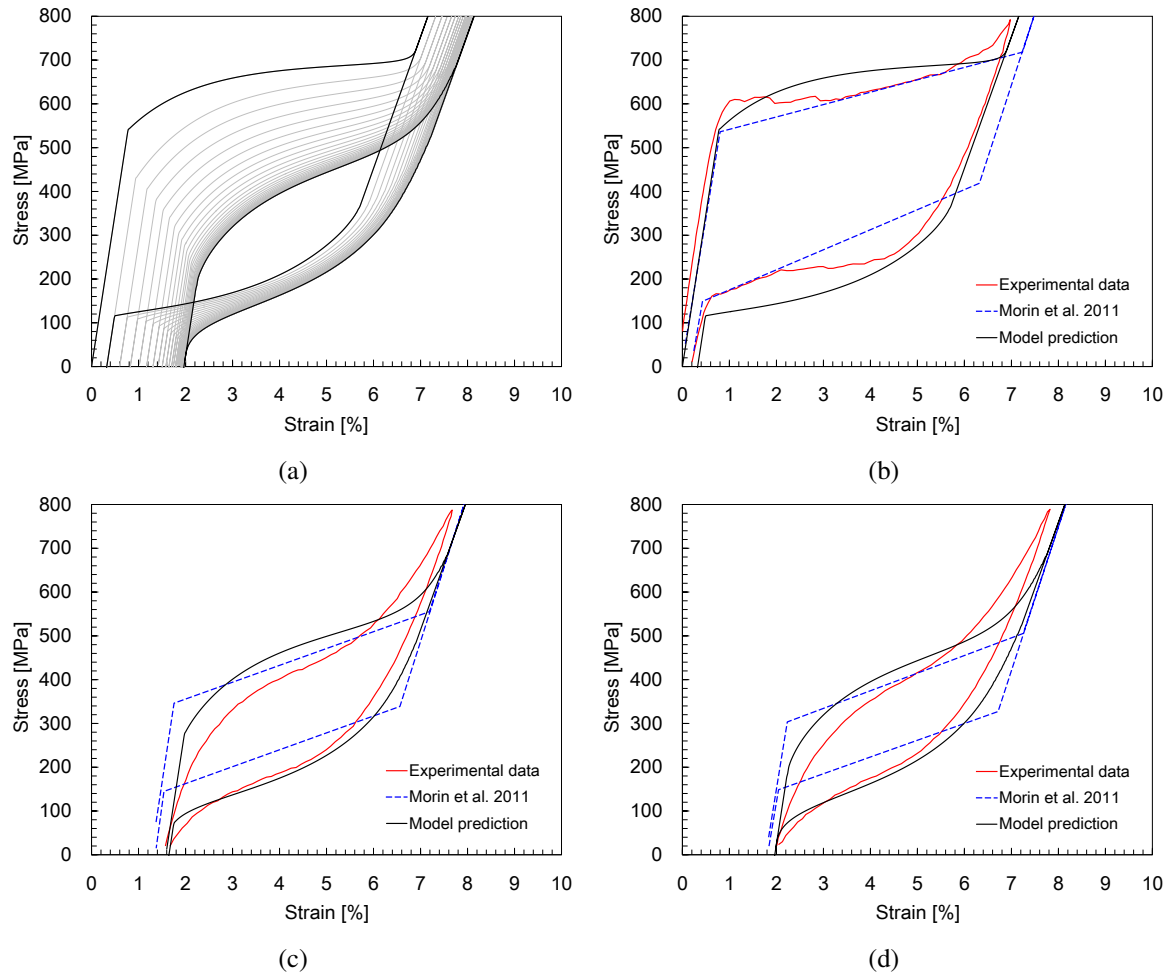 800
700
600
500
400
300
200
100
0
Stress [MPa]
0 1 2 3 4 5 6 7 8 9 10
Strain [%]
(a)
800
700
600
500
400
300
200
100
0
Stress [MPa]
Experimental data
Morin et al. 2011
Model prediction
0 1 2 3 4 5 6 7 8 9 10
Strain [%]
(b)
800
700
600
500
400
300
200
100
0
Stress [MPa]
Experimental data
Morin et al. 2011
Model prediction
0 1 2 3 4 5 6 7 8 9 10
Strain [%]
(c)
800
700
600
500
400
300
200
100
0
Stress [MPa]
Experimental data
Morin et al. 2011
Model prediction
0 1 2 3 4 5 6 7 8 9 10
Strain [%]
(d)